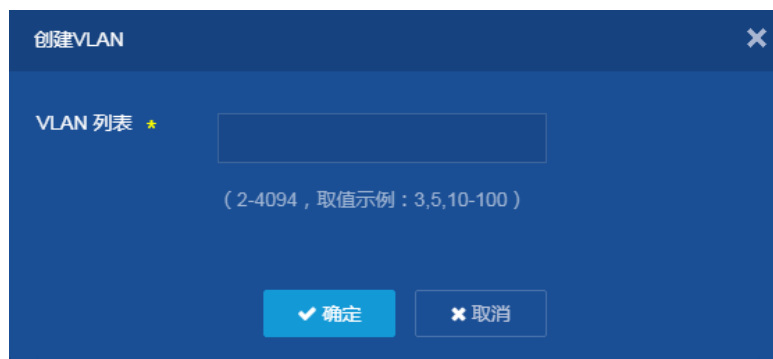 创建VLAN
VLAN 列表 *
（2-4094，取值示例：3,5,10-100）
确定
取消